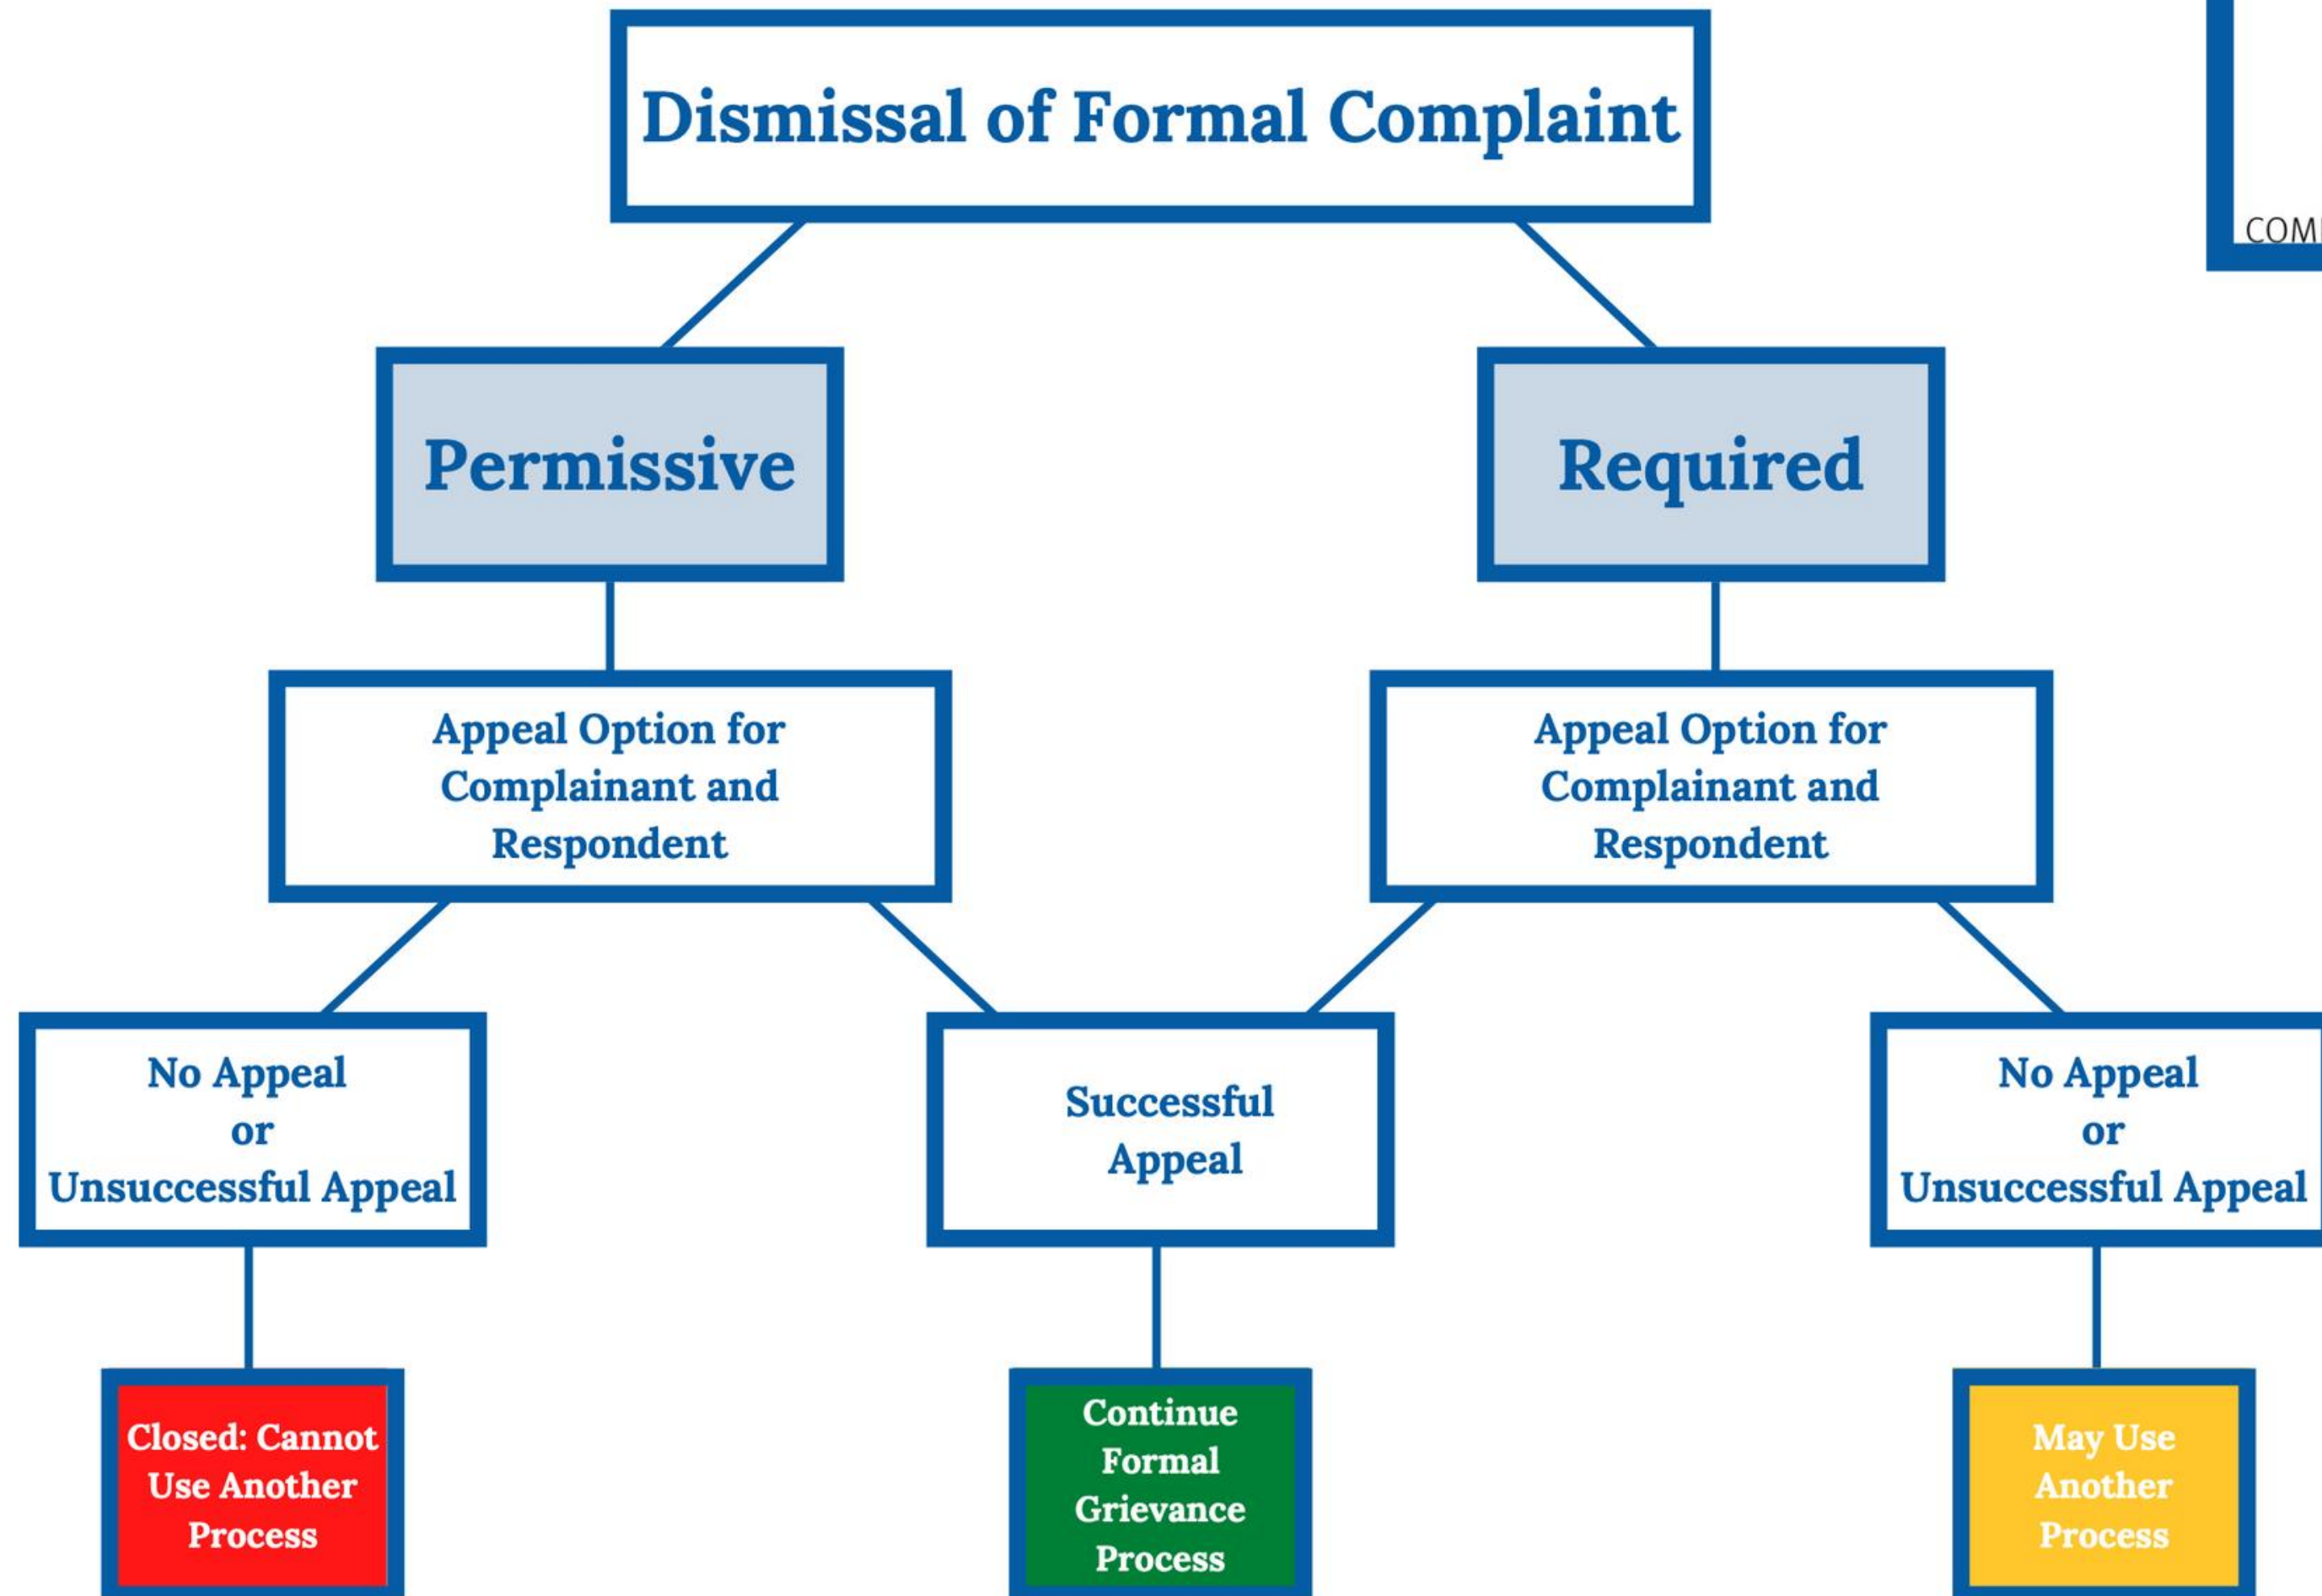 Dismissal of Formal Complaint
COM
Permissive
Required
Appeal Option for
Complainant and
Respondent
Appeal Option for
Complainant and
Respondent
No Appeal
or
Unsuccessful Appeal
Successful
Appeal
No Appeal
or
Unsuccessful Appeal
Closed: Cannot
Use Another
Process
Continue
Formal
Grievance
Process
May Use
Another
Process